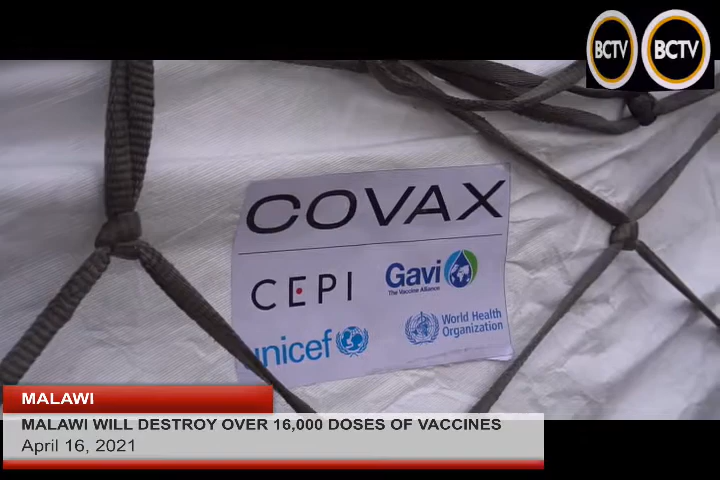 BCTV BCTV
COVAX
CEPI
Gavi
The Vaccine Alliance
unicef
World Health
Organization
MALAWI
MALAWI WILL DESTROY OVER 16,000 DOSES OF VACCINES
April 16, 2021